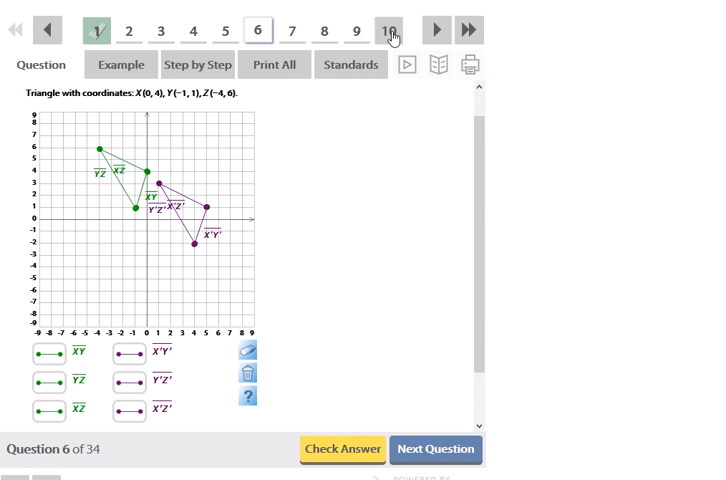 1 2 3 4 5 6 7 8 9 10
Question Example Step by Step Print All Standards
Triangle with coordinates: X(0, 4), Y(−1, 1), Z(−4, 6).
9
8
7
6
5
4
3
2
1
0
-1
-2
-3
-4
-5
-6
-7
-8
-9
YZ XZ
XY
Y'Z' X'Z'
X'Y'
-9 -8 -7 -6 -5 -4 -3 -2 -1 0 1 2 3 4 5 6 7 8 9
XY X'Y'
YZ Y'Z'
?
XZ X'Z'
Question 6 of 34 Check Answer Next Question
POWERED BY